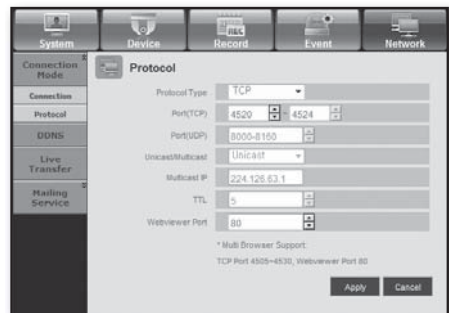 System Device Record Event Network
Connection
Mode
Connection
Protocol
DDNS
Live
Transfer
Mailing
Service
Protocol
Protocol Type TCP
Port(TCP) 4520 ~ 4524
Port(UDP) 8000-8160
Unicast/Multicast Unicast
Multicast IP 224.126.63.1
TTL 5
Webviewer Port 80
* Multi Browser Support:
TCP Port 4505~4530, Webviewer Port 80
Apply Cancel